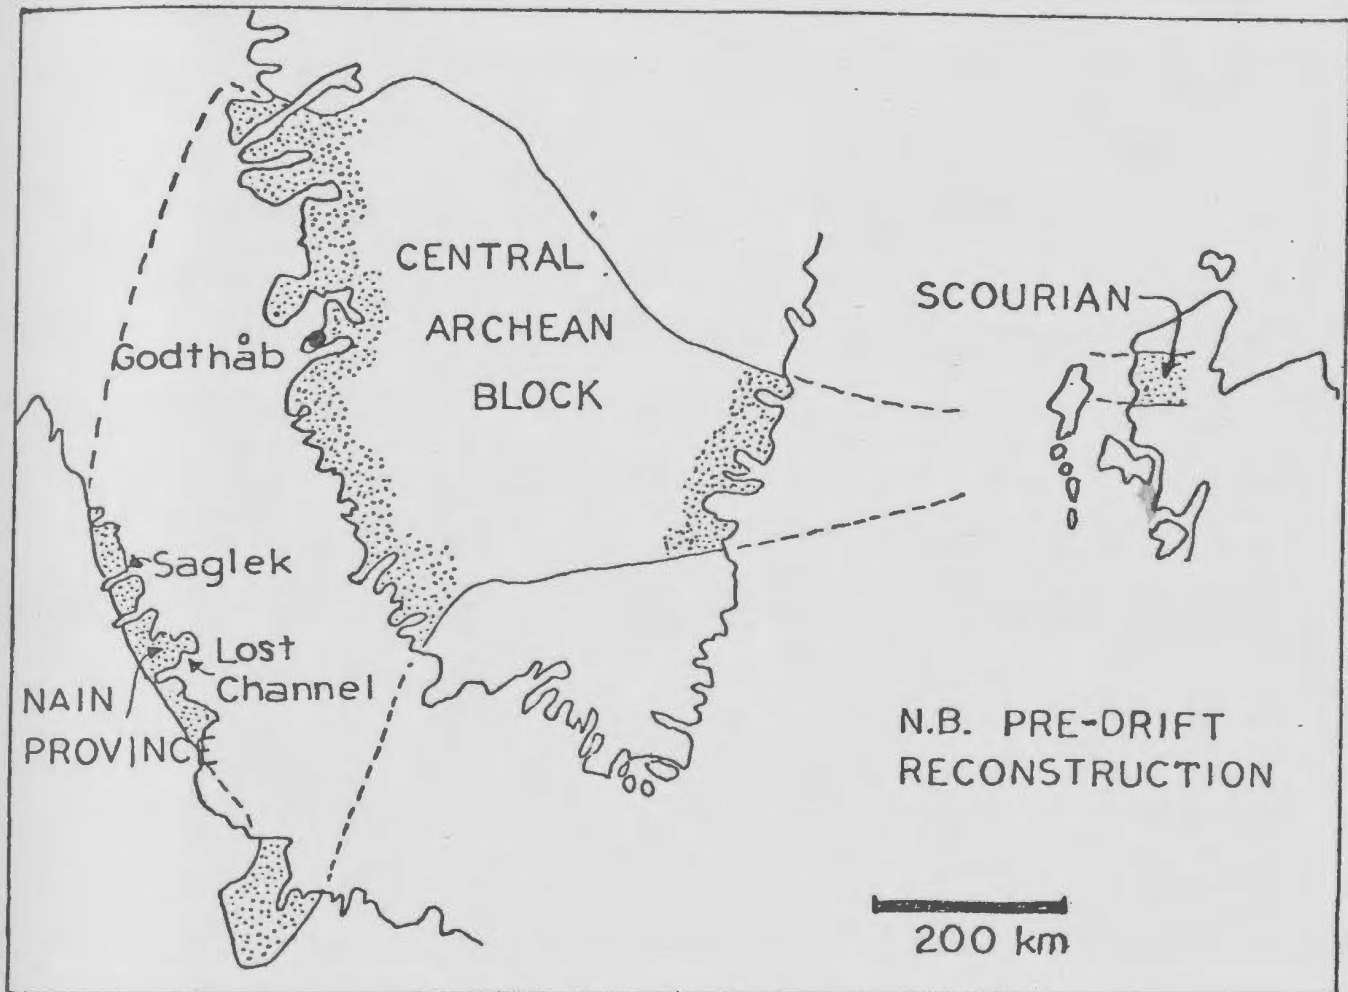 CENTRAL
ARCHEAN
BLOCK
SCOURIAN
Godthåb
Saglek
Lost
Channel
NAIN
PROVINCE
N.B. PRE-DRIFT
RECONSTRUCTION
200 km